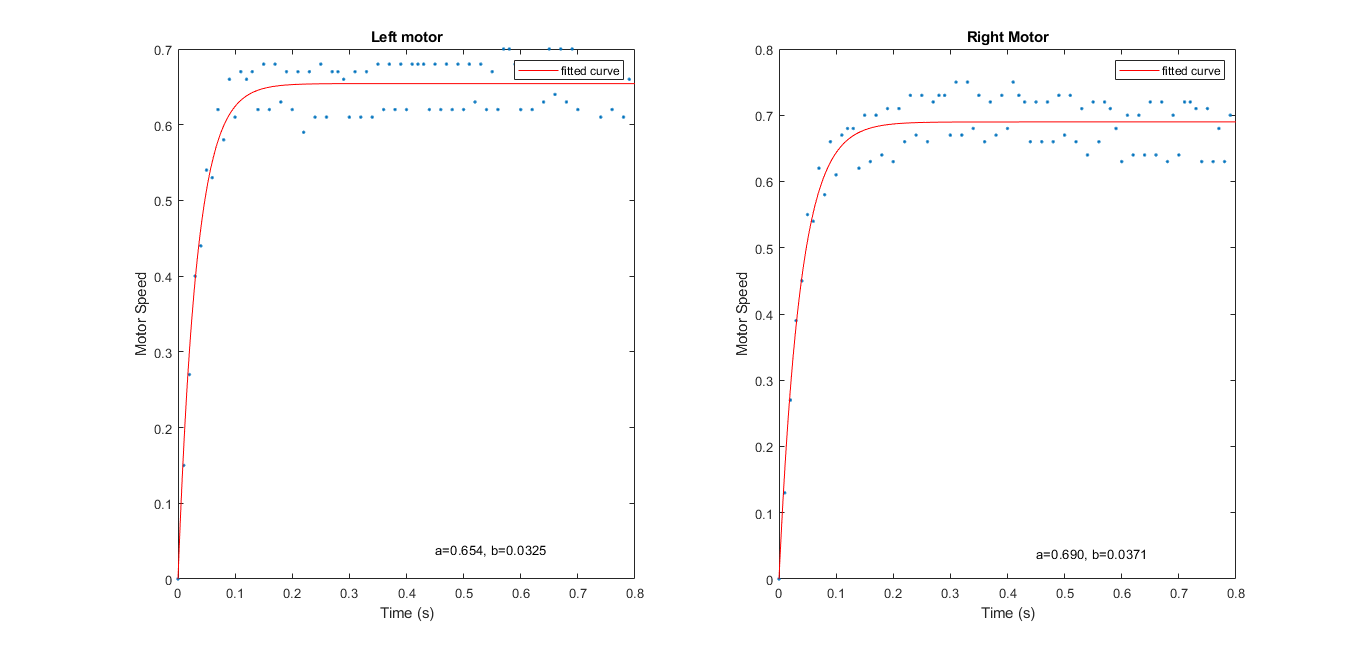 Left motor
0.7
0.6
0.5
0.4
0.3
0.2
0.1
0
Motor Speed
fitted curve
a=0.654, b=0.0325
0 0.1 0.2 0.3 0.4 0.5 0.6 0.7 0.8
Time (s)
Right Motor
0.8
0.7
0.6
0.5
0.4
0.3
0.2
0.1
0
Motor Speed
fitted curve
a=0.690, b=0.0371
0 0.1 0.2 0.3 0.4 0.5 0.6 0.7 0.8
Time (s)